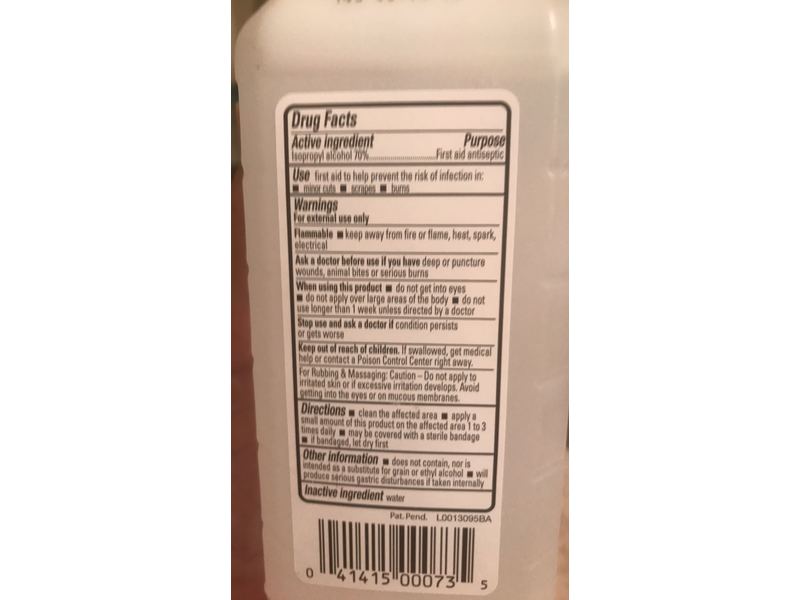 Drug Facts
Active ingredient Purpose
Isopropyl alcohol 70%..............................First aid antiseptic
Use first aid to help prevent the risk of infection in:
■ minor cuts ■ scrapes ■ burns
Warnings
For external use only
Flammable ■ keep away from fire or flame, heat, spark,
electrical
Ask a doctor before use if you have deep or puncture
wounds, animal bites or serious burns
When using this product ■ do not get into eyes
■ do not apply over large areas of the body ■ do not
use longer than 1 week unless directed by a doctor
Stop use and ask a doctor if condition persists
or gets worse
Keep out of reach of children. If swallowed, get medical
help or contact a Poison Control Center right away.
For Rubbing & Massaging: Caution – Do not apply to
irritated skin or if excessive irritation develops. Avoid
getting into the eyes or on mucous membranes.
Directions ■ clean the affected area ■ apply a
small amount of this product on the affected area 1 to 3
times daily ■ may be covered with a sterile bandage
■ if bandaged, let dry first
Other information ■ does not contain, nor is
intended as a substitute for grain or ethyl alcohol ■ will
produce serious gastric disturbances if taken internally
Inactive ingredient water
Pat. Pend. L0013095BA
0 41415 00073 5